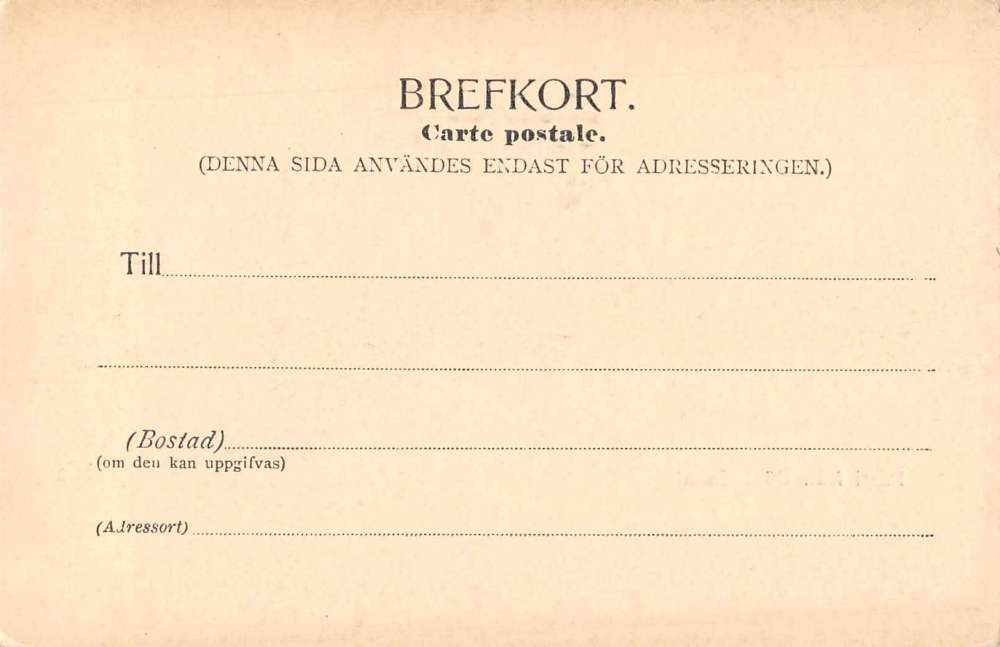 BREFKORT.
Carte postale.
(DENNA SIDA ANVÄNDES ENDAST FÖR ADRESSERINGEN.)
Till
(Bostad)
(om den kan uppgifvas)
(Adressort)